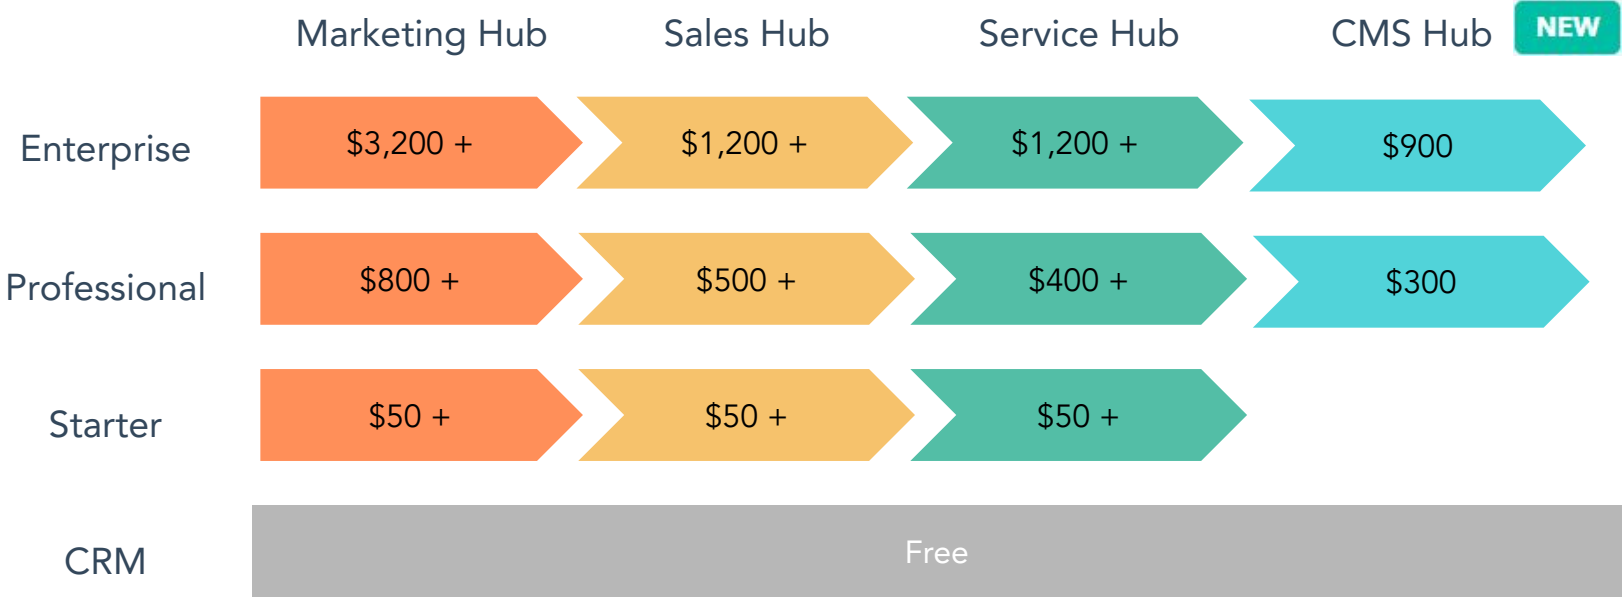 Marketing Hub Sales Hub Service Hub CMS Hub NEW
Enterprise $3,200 + $1,200 + $1,200 + $900
Professional $800 + $500 + $400 + $300
Starter $50 + $50 + $50 +
CRM Free